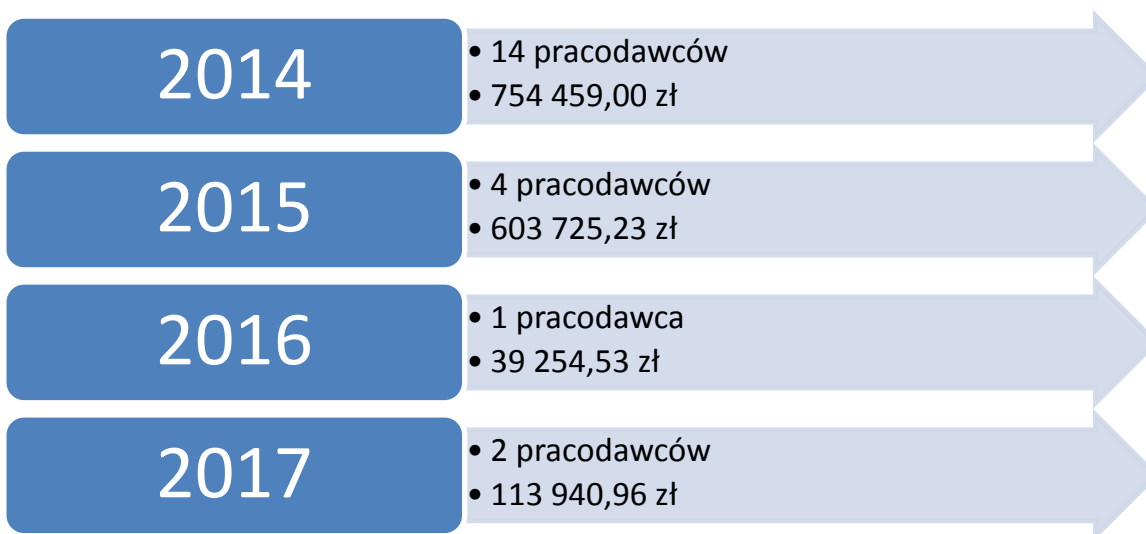 2014
• 14 pracodawców
• 754 459,00 zł
2015
• 4 pracodawców
• 603 725,23 zł
2016
• 1 pracodawca
• 39 254,53 zł
2017
• 2 pracodawców
• 113 940,96 zł